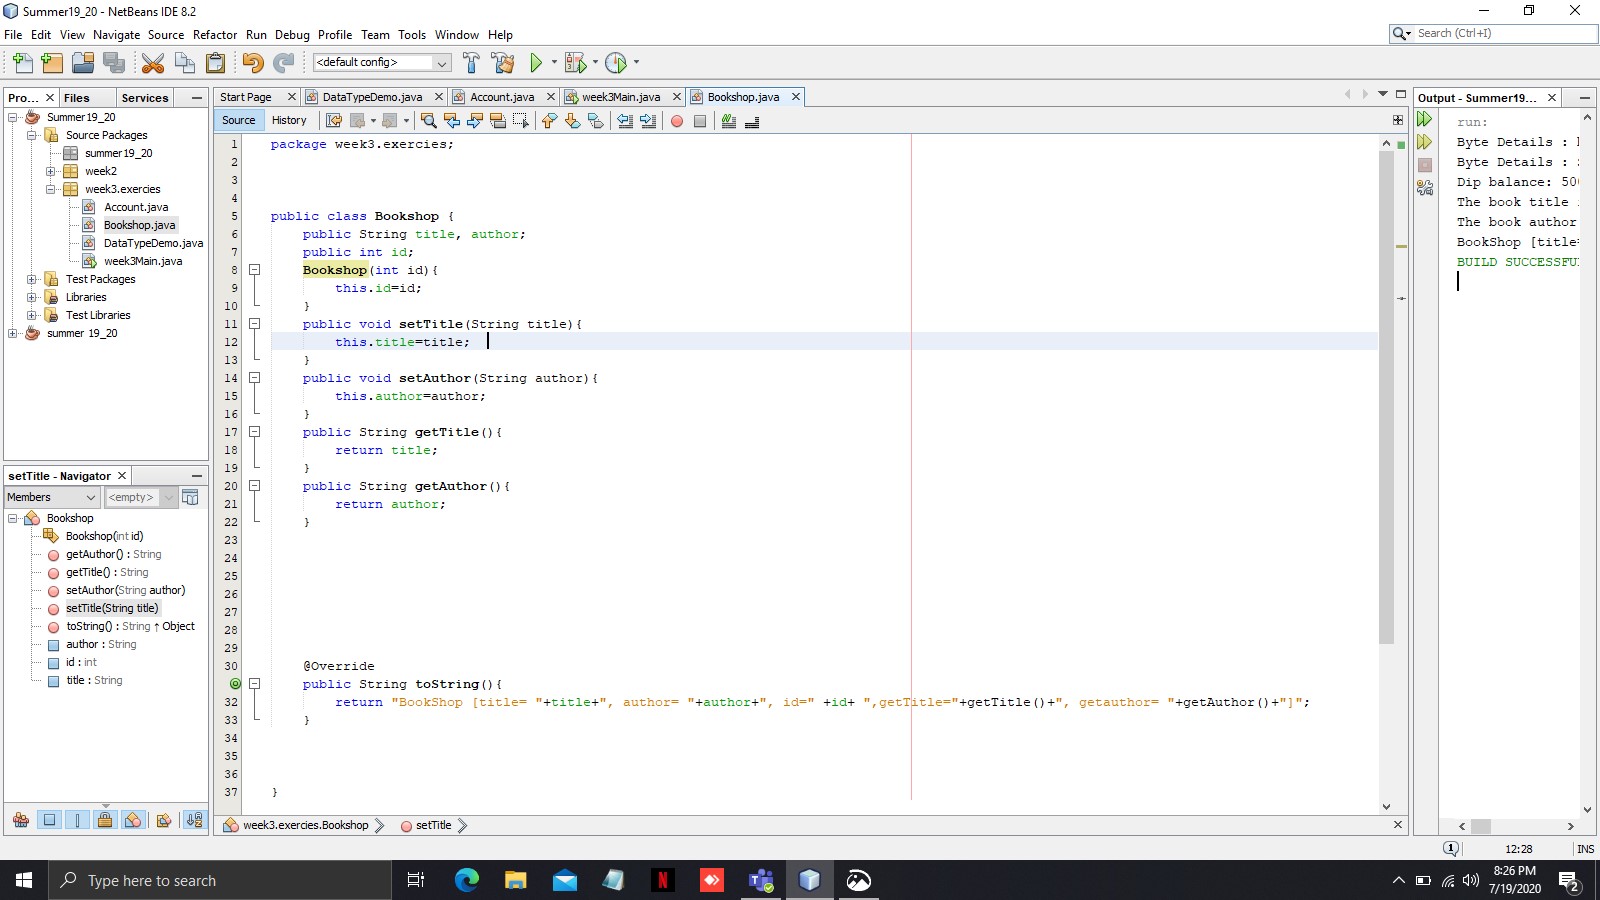 Summer19_20 - NetBeans IDE 8.2
File Edit View Navigate Source Refactor Run Debug Profile Team Tools Window Help
Search (Ctrl+I)
<default config>
Pro... Files Services
Summer19_20
Source Packages
summer19_20
week2
week3.exercies
Account.java
Bookshop.java
DataTypeDemo.java
week3Main.java
Test Packages
Libraries
Test Libraries
summer 19_20
setTitle - Navigator
Members <empty>
Bookshop
Bookshop(int id)
getAuthor() : String
getTitle() : String
setAuthor(String author)
setTitle(String title)
toString() : String ↑ Object
author : String
id : int
title : String
Start Page DataTypeDemo.java Account.java week3Main.java Bookshop.java
Source History
1 package week3.exercies;
2
3
4
5 public class Bookshop {
6 public String title, author;
7 public int id;
8 Bookshop(int id){
9 this.id=id;
10 }
11 public void setTitle(String title){
12 this.title=title;
13 }
14 public void setAuthor(String author){
15 this.author=author;
16 }
17 public String getTitle(){
18 return title;
19 }
20 public String getAuthor(){
21 return author;
22 }
23
24
25
26
27
28
29
30 @Override
public String toString(){
32 return "BookShop [title= "+title+", author= "+author+", id=" +id+ ",getTitle="+getTitle()+", getauthor= "+getAuthor()+"]";
33 }
34
35
36
37 }
week3.exercies.Bookshop setTitle
Output - Summer19...
run:
Byte Details :
Byte Details :
Dip balance: 500
The book title
The book author
BookShop [title=
BUILD SUCCESSFU
1 12:28 INS
Type here to search
8:26 PM
7/19/2020
2